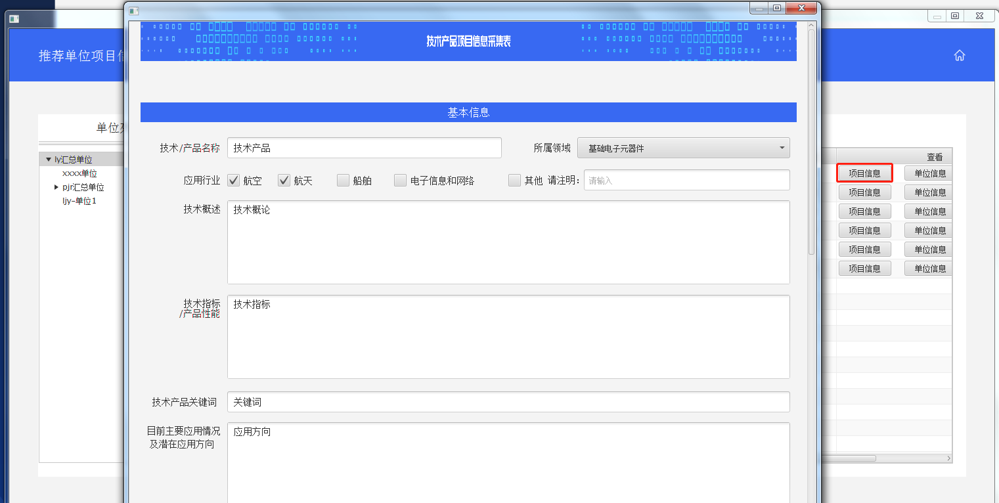 推荐单位项目信
技术产品项目信息采集表
基本信息
单位
ly汇总单位
xxxx单位
pjr汇总单位
ljy-单位1
技术/产品名称 技术产品 所属领域 基础电子元器件
应用行业 航空 航天 船舶 电子信息和网络 其他 请注明： 请输入
技术概述 技术概论
技术指标
/产品性能
技术指标
技术产品关键词 关键词
目前主要应用情况
及潜在应用方向
应用方向
查看
项目信息 单位信息
项目信息 单位信息
项目信息 单位信息
项目信息 单位信息
项目信息 单位信息
项目信息 单位信息